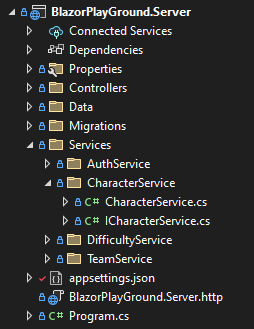 BlazorPlayGround.Server
Connected Services
Dependencies
Properties
Controllers
Data
Migrations
Services
AuthService
CharacterService
C# CharacterService.cs
C# ICharacterService.cs
DifficultyService
TeamService
appsettings.json
BlazorPlayGround.Server.http
C# Program.cs